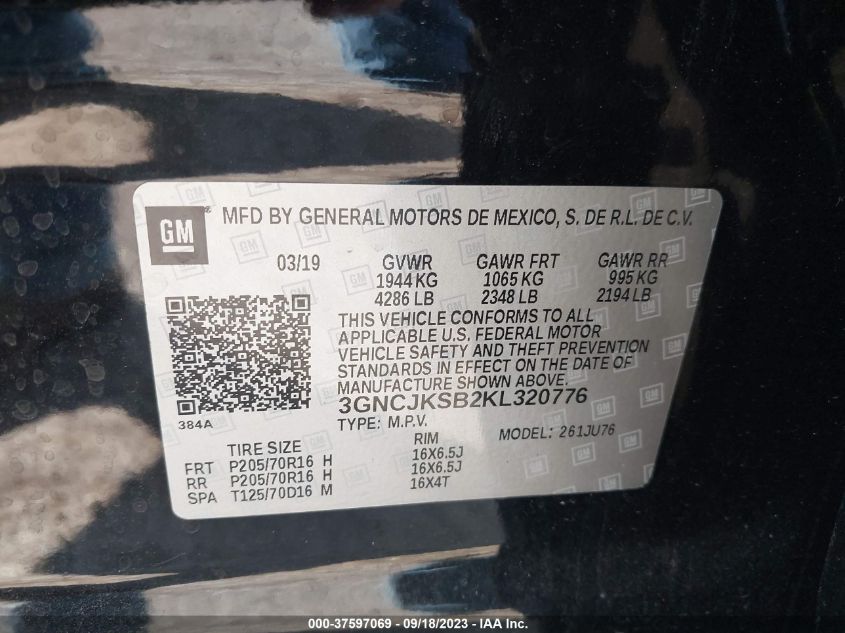 GM MFD BY GENERAL MOTORS DE MEXICO, S. DE R.L. DE C.V.
03/19 GVWR GAWR FRT GAWR RR
1944 KG 1065 KG 995 KG
4286 LB 2348 LB 2194 LB
THIS VEHICLE CONFORMS TO ALL
APPLICABLE U.S. FEDERAL MOTOR
VEHICLE SAFETY AND THEFT PREVENTION
STANDARDS IN EFFECT ON THE DATE OF
MANUFACTURE SHOWN ABOVE.
3GNCJKSB2KL320776
384A
TYPE: M.P.V. MODEL: 261JU76
TIRE SIZE RIM
FRT P205/70R16 H 16X6.5J
RR P205/70R16 H 16X6.5J
SPA T125/70D16 M 16X4T
000-37597069 - 09/18/2023 - IAA Inc.